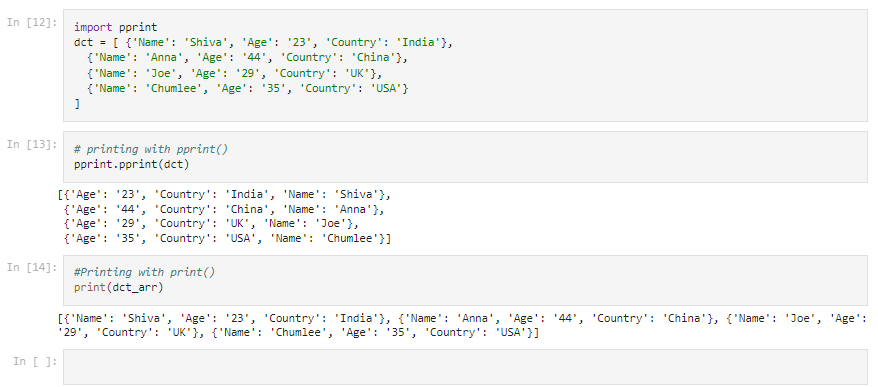 In [12]:
import pprint
dct = [ {'Name': 'Shiva', 'Age': '23', 'Country': 'India'},
{'Name': 'Anna', 'Age': '44', 'Country': 'China'},
{'Name': 'Joe', 'Age': '29', 'Country': 'UK'},
{'Name': 'Chumlee', 'Age': '35', 'Country': 'USA'}
]
In [13]:
# printing with pprint()
pprint.pprint(dct)
[{'Age': '23', 'Country': 'India', 'Name': 'Shiva'},
{'Age': '44', 'Country': 'China', 'Name': 'Anna'},
{'Age': '29', 'Country': 'UK', 'Name': 'Joe'},
{'Age': '35', 'Country': 'USA', 'Name': 'Chumlee'}]
In [14]:
#Printing with print()
print(dct_arr)
[{'Name': 'Shiva', 'Age': '23', 'Country': 'India'}, {'Name': 'Anna', 'Age': '44', 'Country': 'China'}, {'Name': 'Joe', 'Age':
'29', 'Country': 'UK'}, {'Name': 'Chumlee', 'Age': '35', 'Country': 'USA'}]
In [ ]: